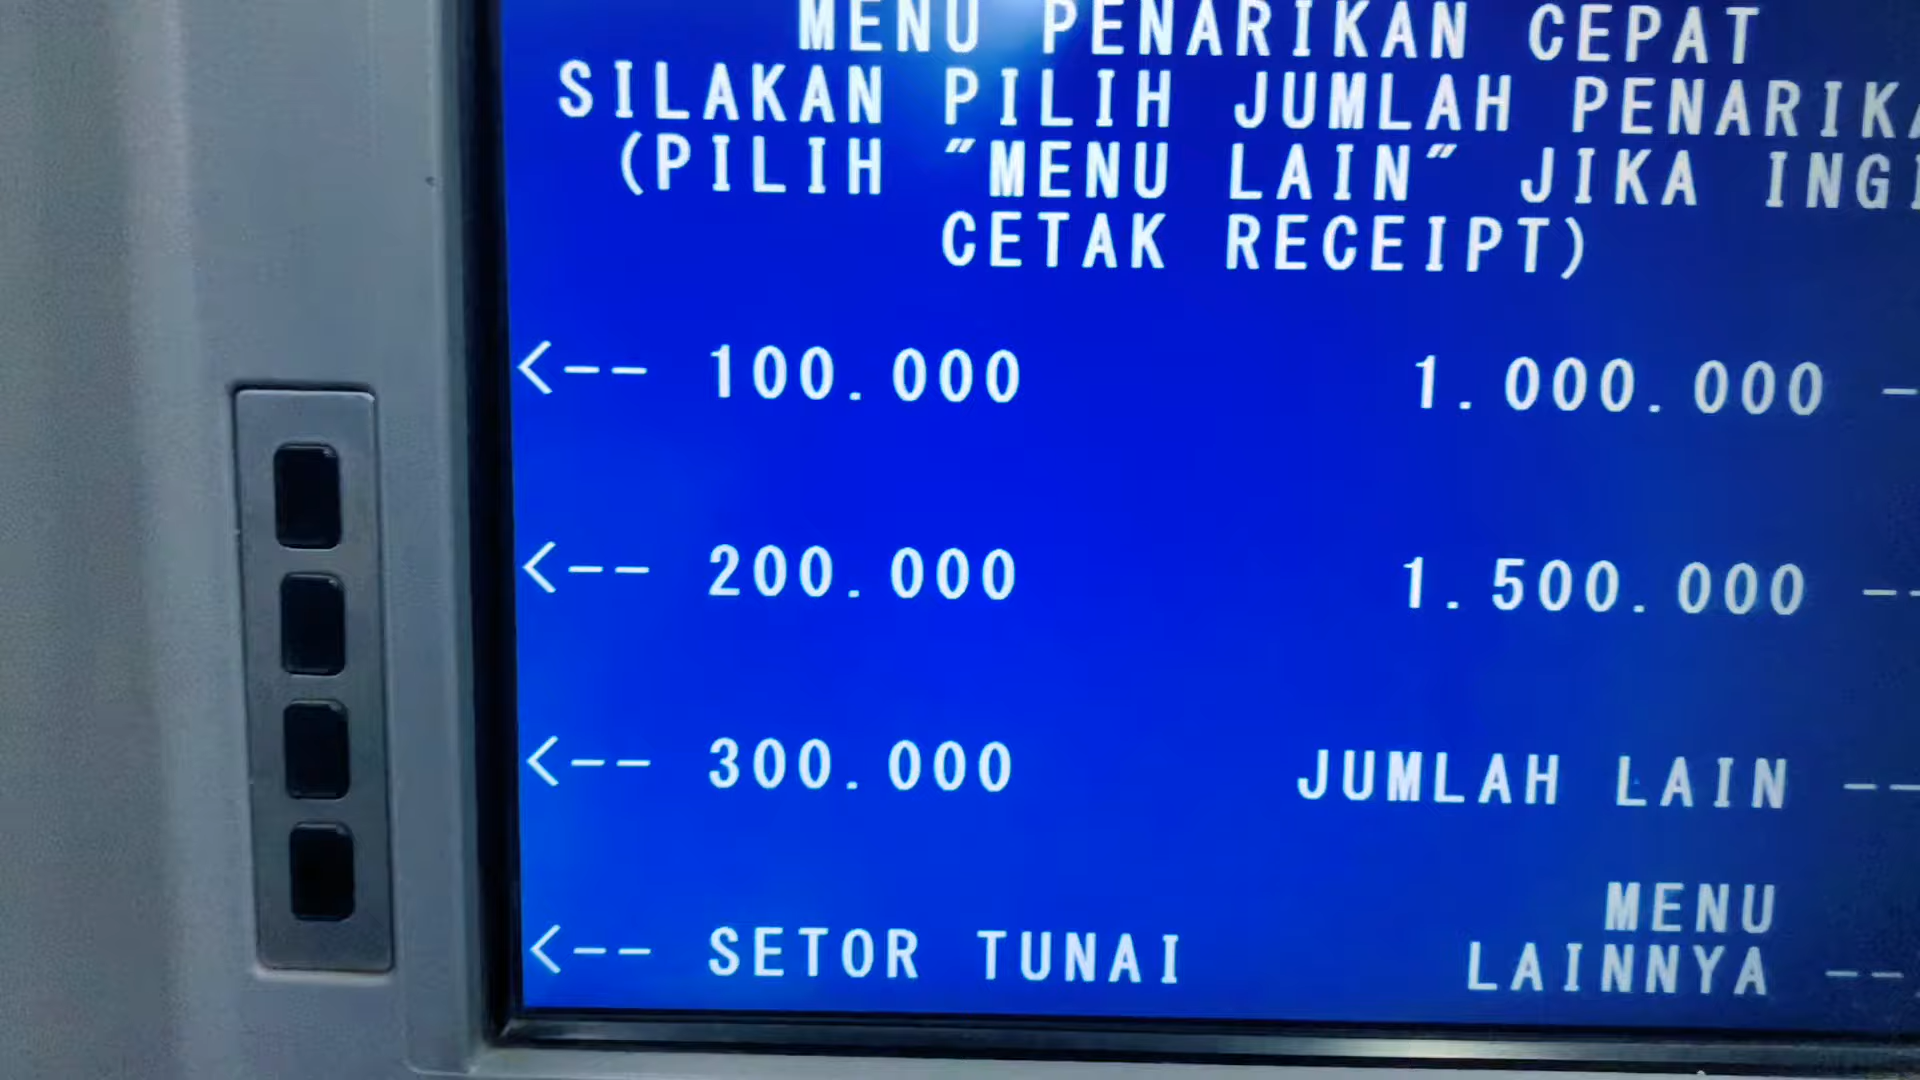 MENU PENARIKAN CEPAT
SILAKAN PILIH JUMLAH
(PILIH "MENU LAIN" JIKA
CETAK RECEIPT)
<-- 100.000 1.000.000 -
<-- 200.000 1.500.000 --
<-- 300.000 JUMLAH LAIN --
MENU
<-- SETOR TUNAI LAINNYA --